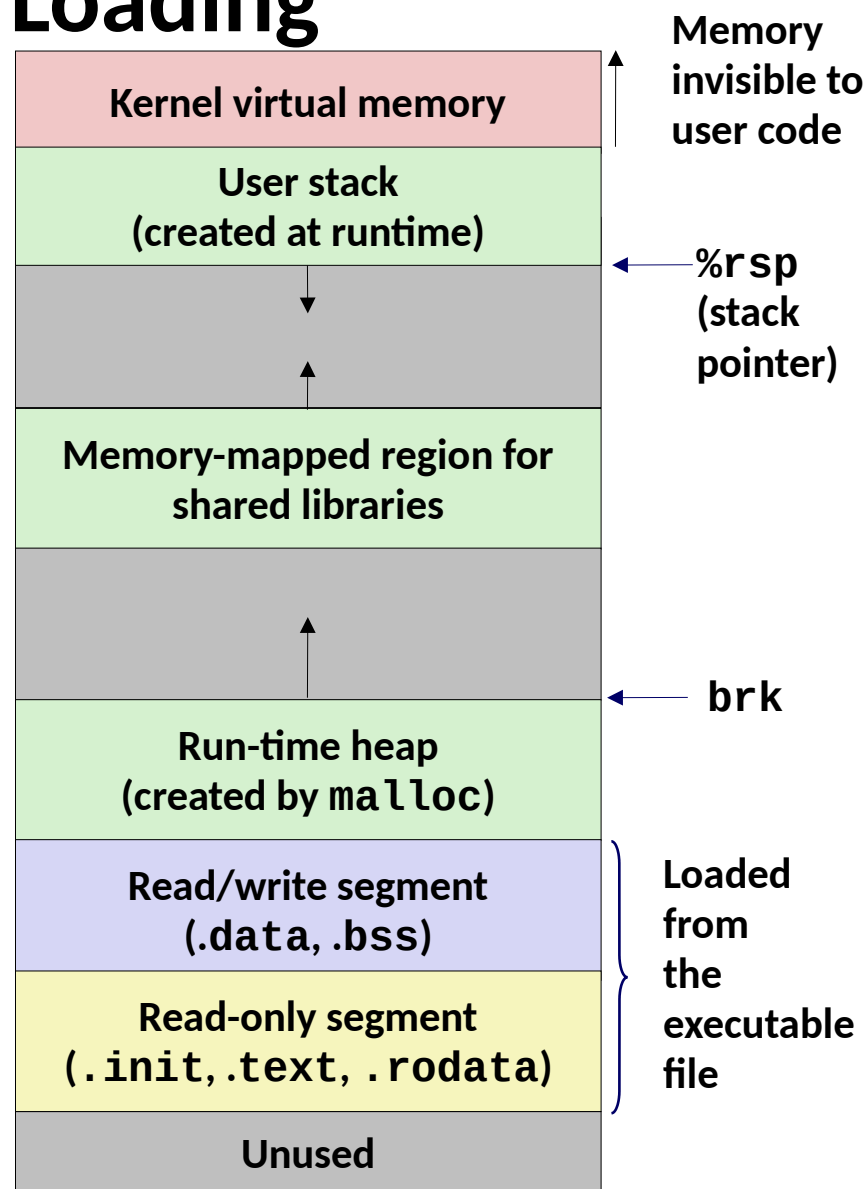 Loading
Memory
invisible to
user code
Kernel virtual memory
User stack
(created at runtime)
%rsp
(stack
pointer)
Memory-mapped region for
shared libraries
brk
Run-time heap
(created by malloc)
Read/write segment
(.data, .bss)
Loaded
from
the
executable
file
Read-only segment
(.init, .text, .rodata)
Unused